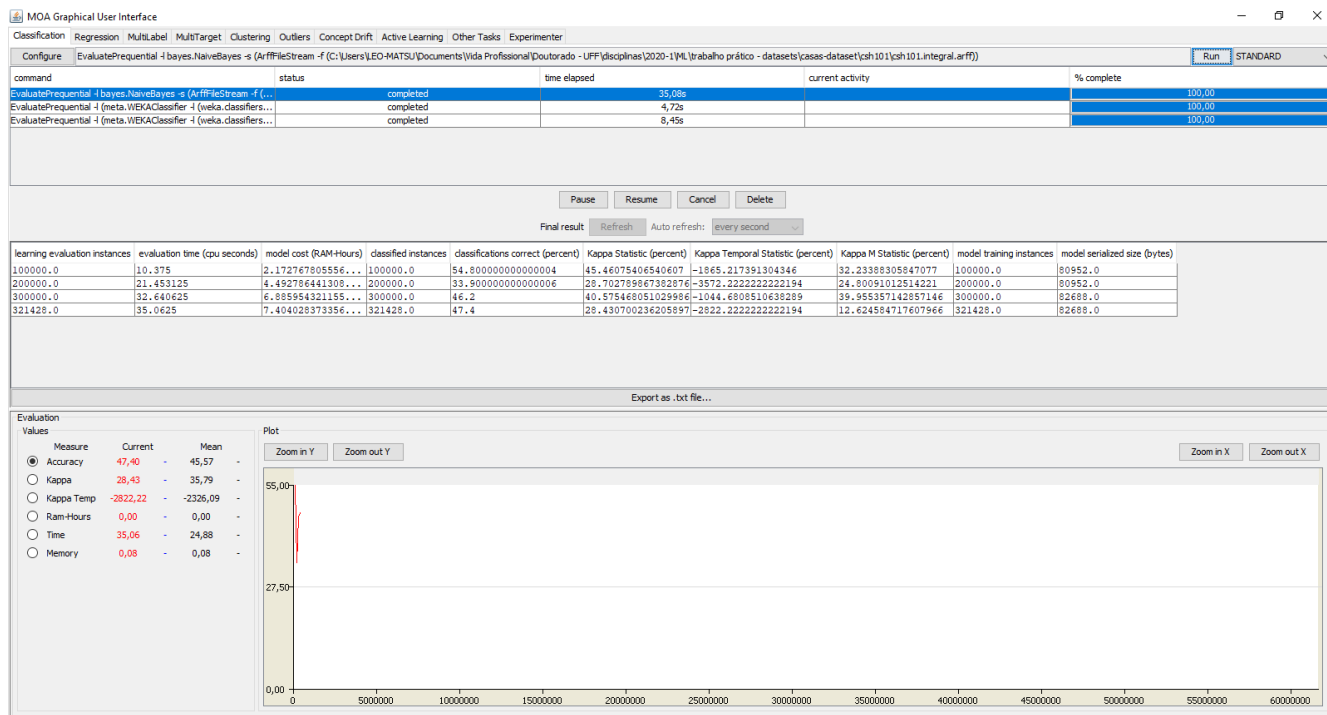 MOA Graphical User Interface
Classification Regression MultiLabel MultiTarget Clustering Outliers Concept Drift Active Learning Other Tasks Experimenter
Configure EvaluatePrequential -l bayes.NaiveBayes -s (ArffFileStream -f (C:\Users\LEO-MATSU\Documents\Vida Profissional\Doutorado - UFF\disciplinas\2020-1\ML\trabalho prático - datasets\casas-dataset\csh101\csh101.integral.arff)) Run STANDARD
command status time elapsed current activity % complete
EvaluatePrequential -l bayes.NaiveBayes -s (ArffFileStream -f (... completed 35,08s 100,00
EvaluatePrequential -l (meta.WEKAClassifier -l (weka.classifiers... completed 4,72s 100,00
EvaluatePrequential -l (meta.WEKAClassifier -l (weka.classifiers... completed 8,45s 100,00
Pause Resume Cancel Delete
Final result Refresh Auto refresh: every second
learning evaluation instances evaluation time (cpu seconds) model cost (RAM-Hours) classified instances classifications correct (percent) Kappa Statistic (percent) Kappa Temporal Statistic (percent) Kappa M Statistic (percent) model training instances model serialized size (bytes)
100000.0 10.375 2.172767805556... 100000.0 54.800000000000004 45.46075406540607 -1865.217391304346 32.23388305847077 100000.0 80952.0
200000.0 21.453125 4.492786441308... 200000.0 33.900000000000006 28.702789867382876 -3572.2222222222194 24.80091012514221 200000.0 80952.0
300000.0 32.640625 6.885954321155... 300000.0 46.2 40.575468051029986 -1044.6808510638289 39.955357142857146 300000.0 82688.0
321428.0 35.0625 7.404028373356... 321428.0 47.4 28.430700236205897 -2822.2222222222194 12.624584717607966 321428.0 82688.0
Export as .txt file...
Evaluation
Values Plot
Measure Current Mean
Zoom in Y Zoom out Y Zoom in X Zoom out X
Accuracy 47,40 - 45,57 -
Kappa 28,43 - 35,79 -
Kappa Temp -2822,22 - -2326,09 -
Ram-Hours 0,00 - 0,00 -
Time 35,06 - 24,88 -
Memory 0,08 - 0,08 -
55,00
27,50
0,00
0 5000000 10000000 15000000 20000000 25000000 30000000 35000000 40000000 45000000 50000000 55000000 60000000